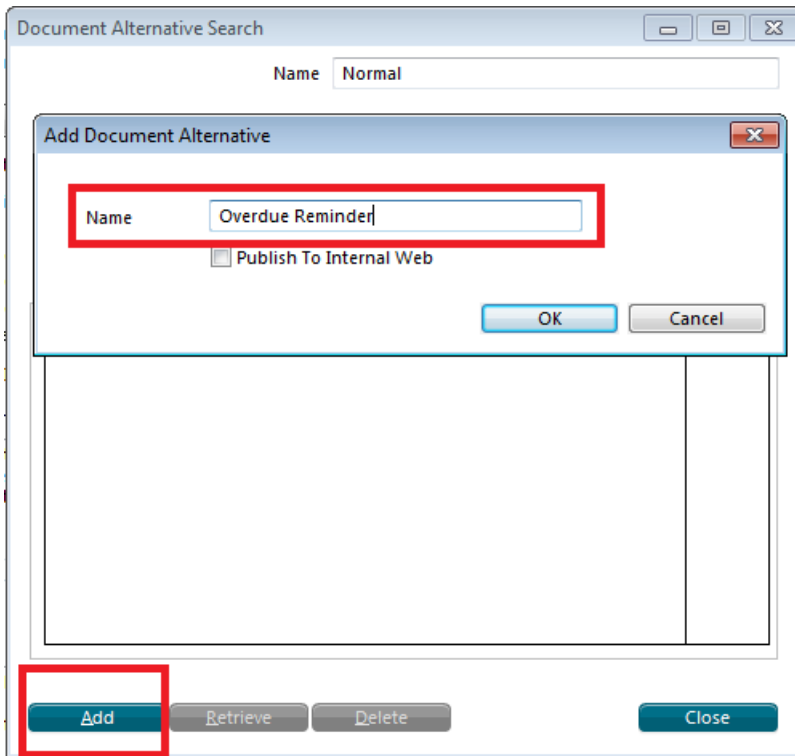 Document Alternative Search
Name Normal
Add Document Alternative
Name Overdue Reminder
Publish To Internal Web
OK Cancel
Add Retrieve Delete Close